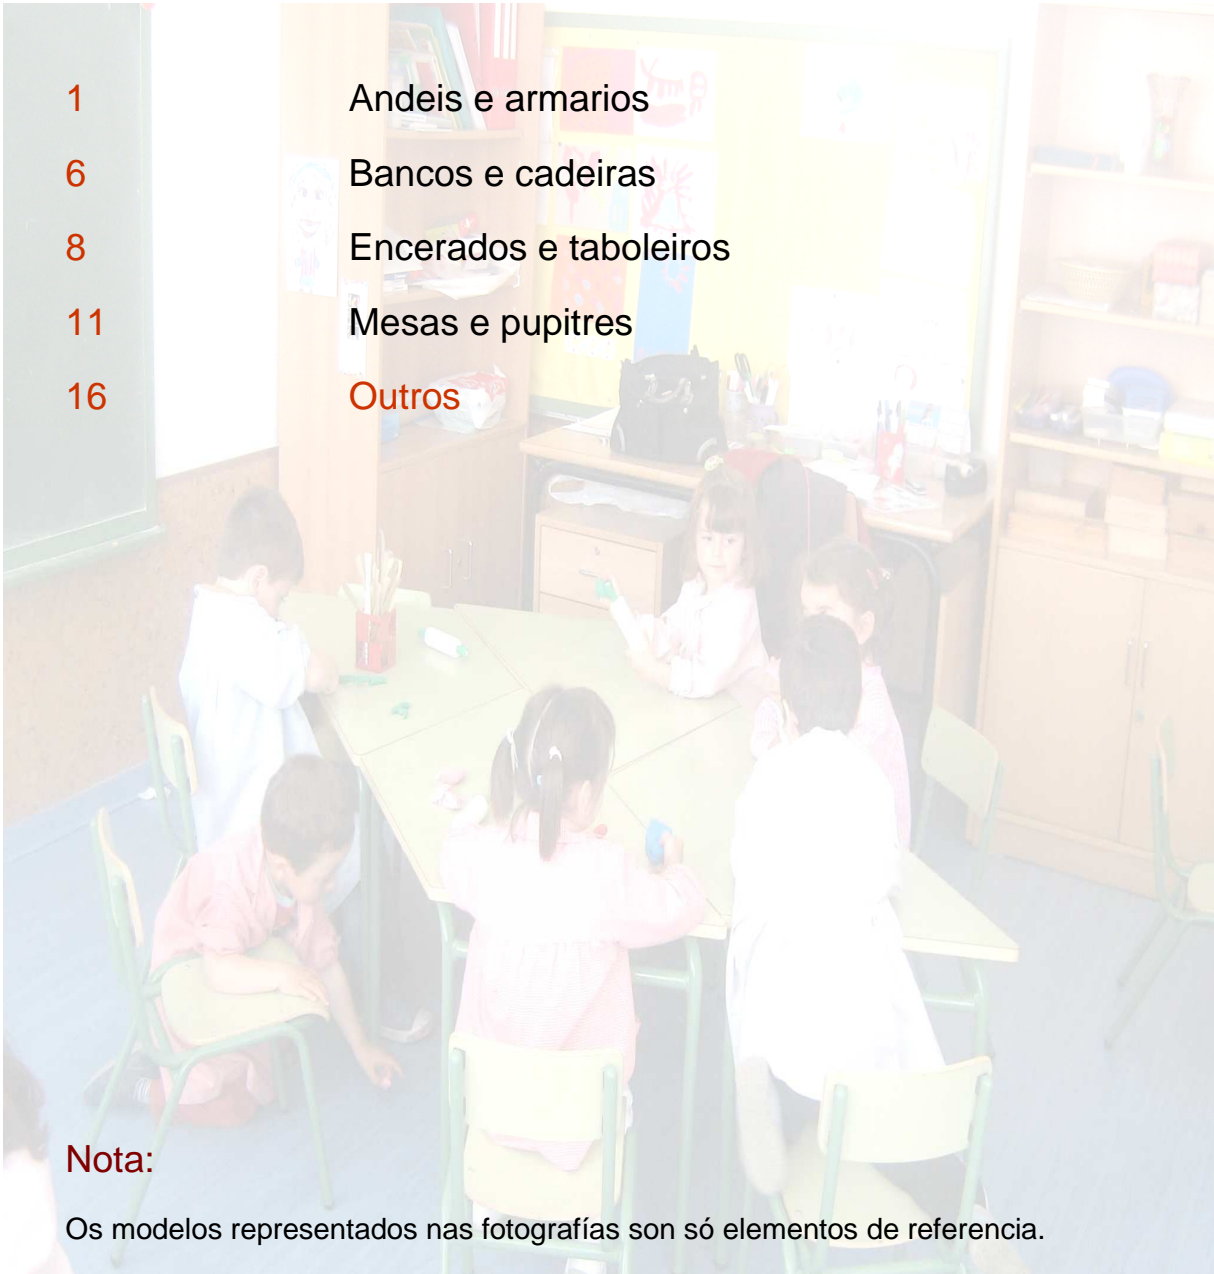 1 Andeis e armarios
6 Bancos e cadeiras
8 Encerados e taboleiros
11 Mesas e pupitres
16 Outros
Nota:
Os modelos representados nas fotografías son só elementos de referencia.